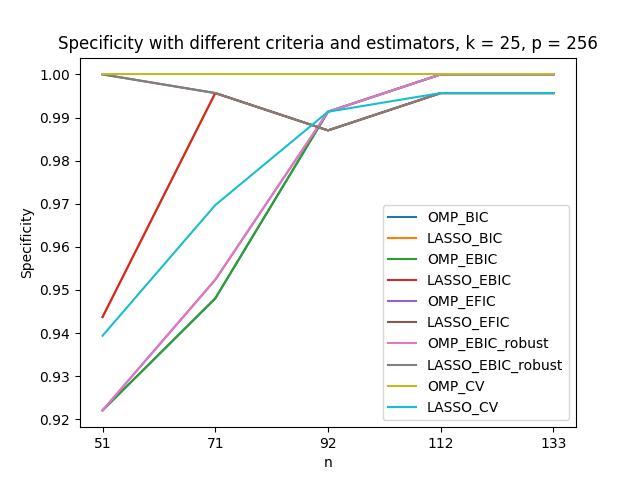 Specificity with different criteria and estimators, k = 25, p = 256
1.00
0.99
0.98
0.97
0.96
0.95
0.94
0.93
0.92
Specificity
51
71
92
112
133
n
OMP_BIC
LASSO_BIC
OMP_EBIC
LASSO_EBIC
OMP_EFIC
LASSO_EFIC
OMP_EBIC_robust
LASSO_EBIC_robust
OMP_CV
LASSO_CV